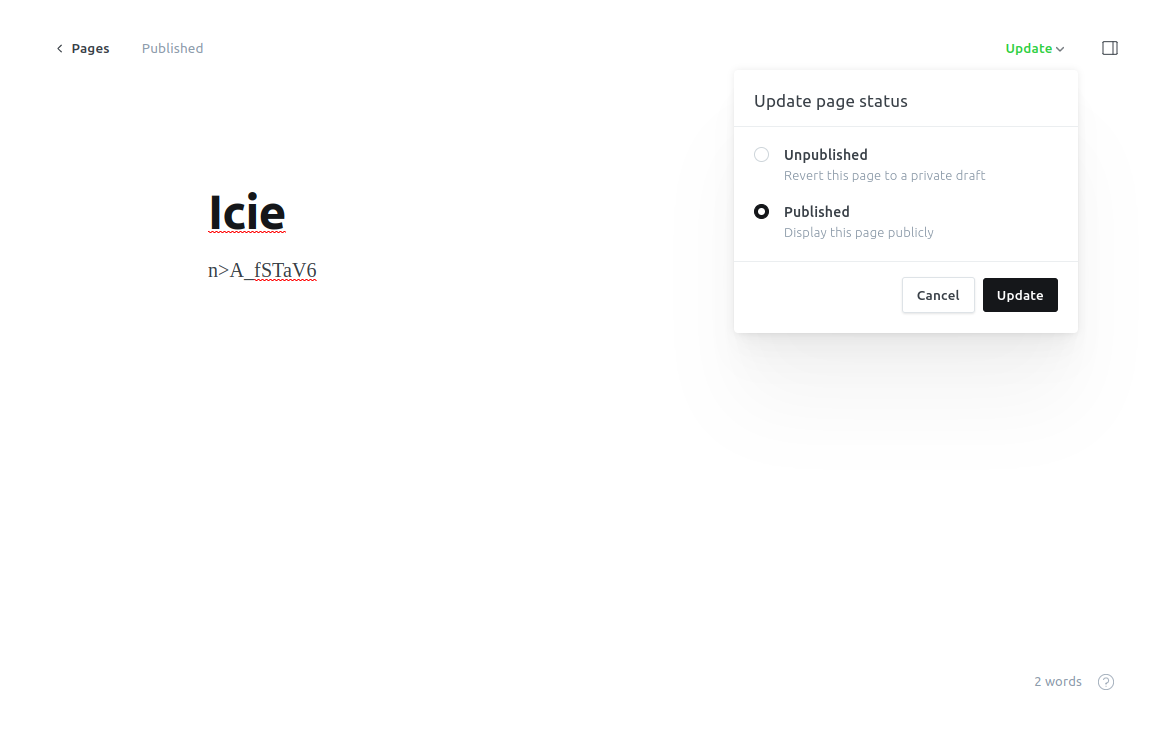 Pages
Published
Update
Update page status
Unpublished
Revert this page to a private draft
Published
Display this page publicly
Cancel
Update
Icie
n>A_fSTaV6
2 words
?